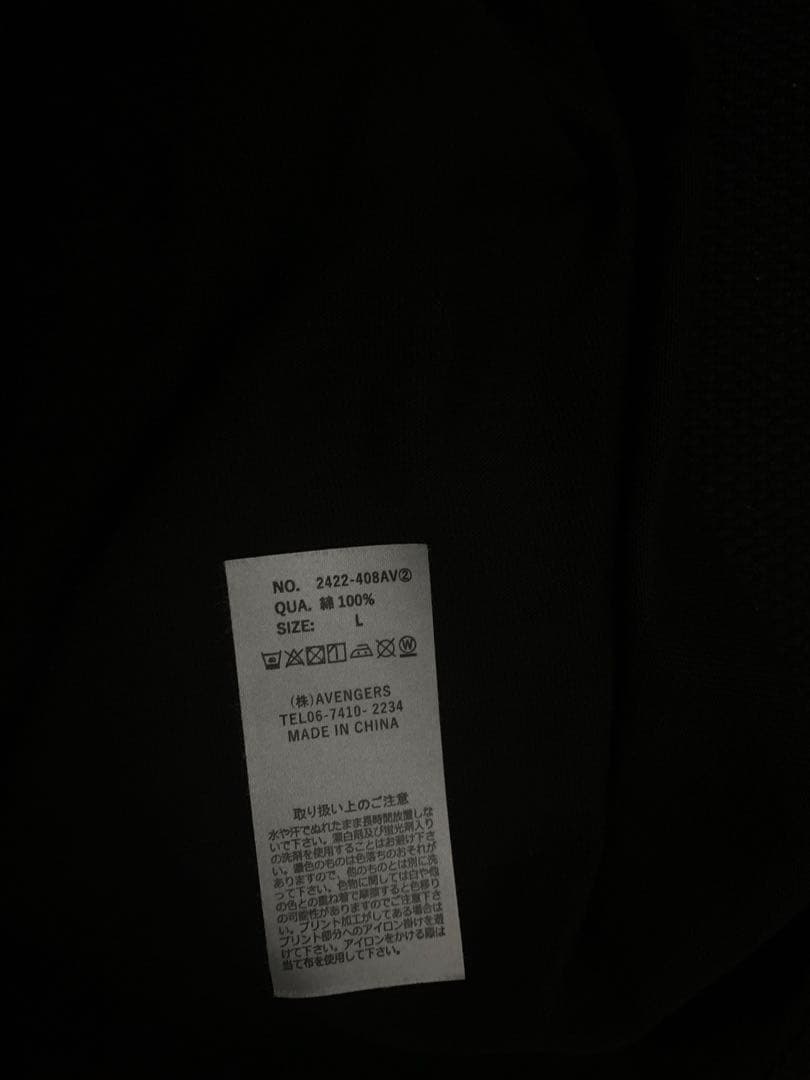 NO. 2422-408AV②
QUA. 綿 100%
SIZE: L
W
(株)AVENGERS
TEL06-7410- 2234
MADE IN CHINA
取り扱い上のご注意
水や汗でぬれたまま長時間放置しな
いで下さい。漂白剤及び蛍光剤入り
の洗剤を使用することはお避け下さ
い。濃色のものは色落ちのおそれが
ありますので、他のものとは別に洗
って下さい。色物に関しては白や他
の色との重ね着で摩擦すると色移り
の可能性がありますのでご注意下さ
い。プリント加工がしてある場合は
プリント部分へのアイロン掛けを避
けて下さい。アイロンをかける際は
当て布を使用して下さい。